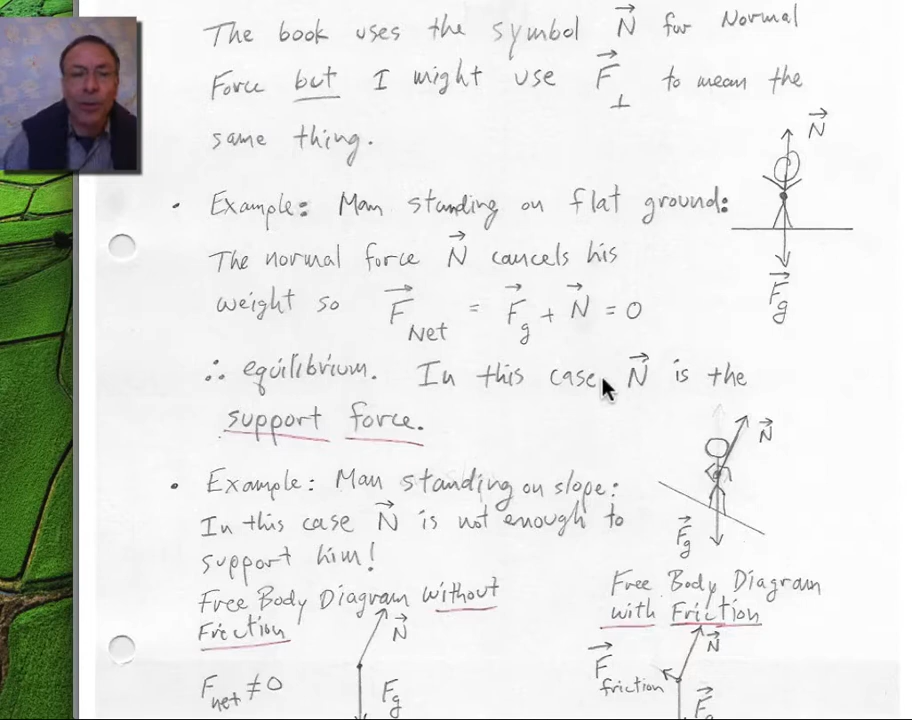 The book uses the symbol N for Normal
Force but I might use F⊥ to mean the
same thing.
N
• Example: Man standing on flat ground:
The normal force N cancels his
weight so F Net = Fg + N = 0
Fg
∴ equilibrium. In this case N is the
support force.
N
• Example: Man standing on slope:
In this case N is not enough to
support him!
Fg
Free Body Diagram without
Friction
N
Fnet ≠ 0
Fg
Free Body Diagram
with Friction
N
F friction
Fg